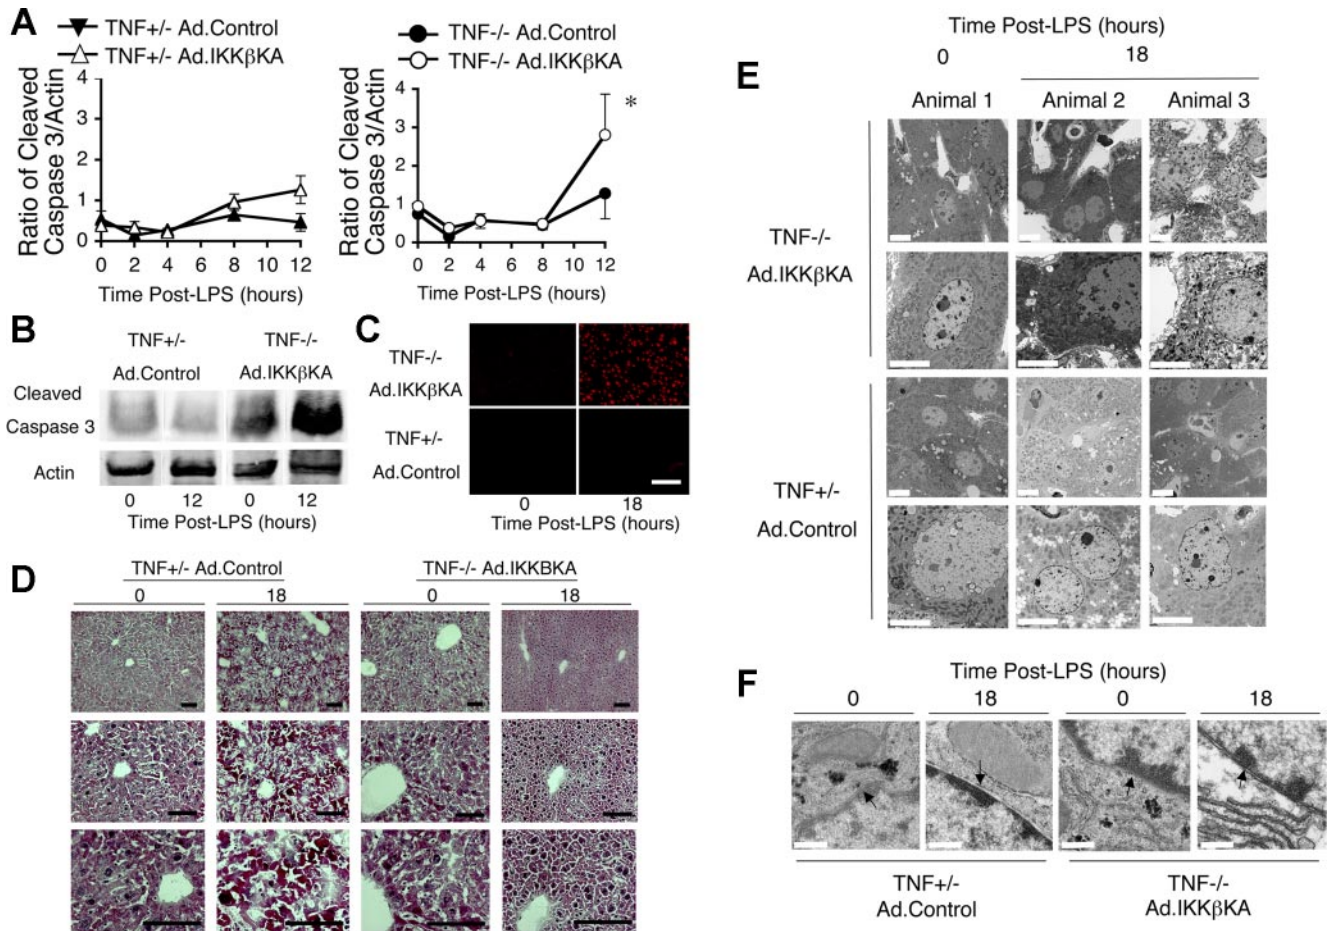 A
TNF+/- Ad.Control
TNF+/- Ad.IKKβKA
Ratio of Cleaved
Caspase 3/Actin
4
3
2
1
0
0 2 4 6 8 10 12
Time Post-LPS (hours)
TNF-/- Ad.Control
TNF-/- Ad.IKKβKA
Ratio of Cleaved
Caspase 3/Actin
4
3
2
1
0
*
0 2 4 6 8 10 12
Time Post-LPS (hours)
B
TNF+/- TNF-/-
Ad.Control Ad.IKKβKA
Cleaved
Caspase 3
Actin
0 12 0 12
Time Post-LPS (hours)
C
TNF-/-
Ad.IKKβKA
TNF+/-
Ad.Control
0 18
Time Post-LPS (hours)
D
TNF+/- Ad.Control TNF-/- Ad.IKKBKA
0 18 0 18
E
Time Post-LPS (hours)
0 18
Animal 1 Animal 2 Animal 3
TNF-/-
Ad.IKKβKA
TNF+/-
Ad.Control
F
Time Post-LPS (hours)
0 18 0 18
TNF+/- TNF-/-
Ad.Control Ad.IKKβKA